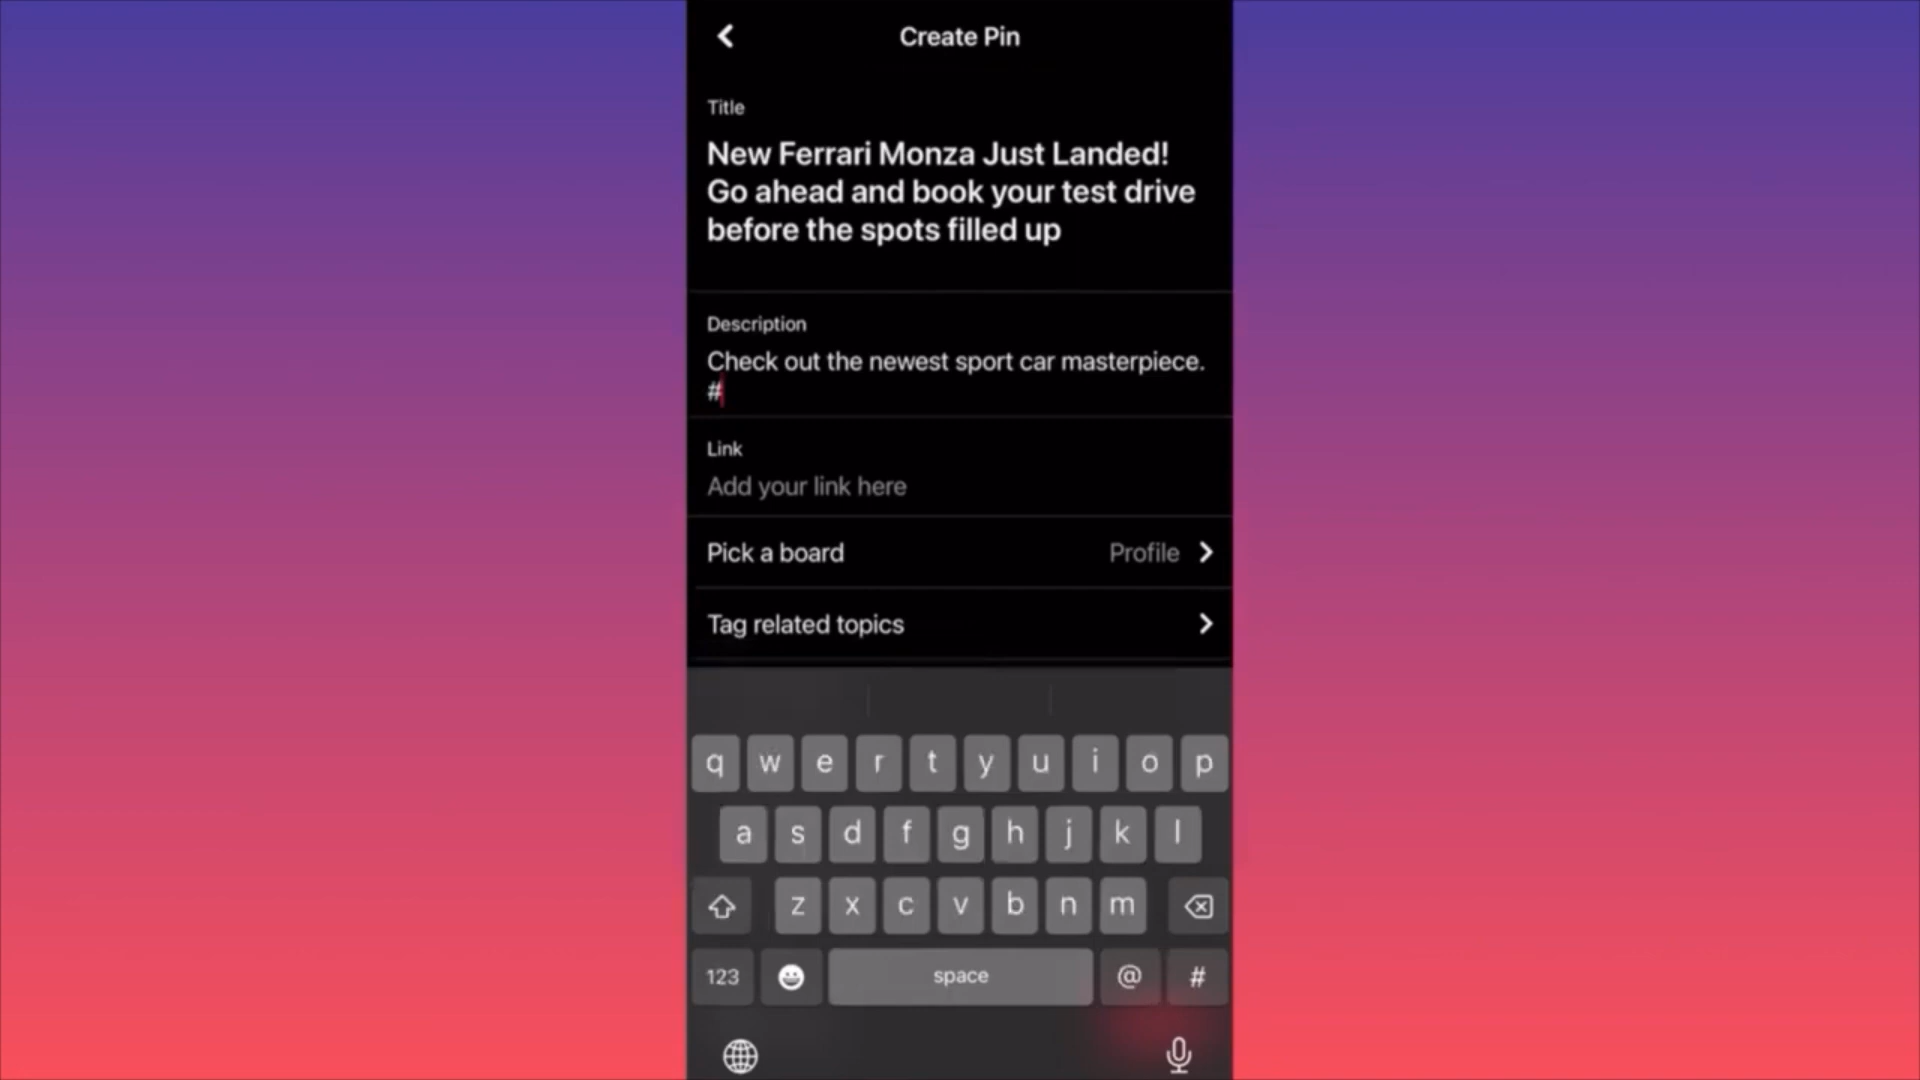 Create Pin
Title
New Ferrari Monza Just Landed!
Go ahead and book your test drive
before the spots filled up
Description
Check out the newest sport car masterpiece.
#
Link
Add your link here
Pick a board Profile
Tag related topics
q w e r t y u i o p
a s d f g h j k l
z x c v b n m
123 space @ #